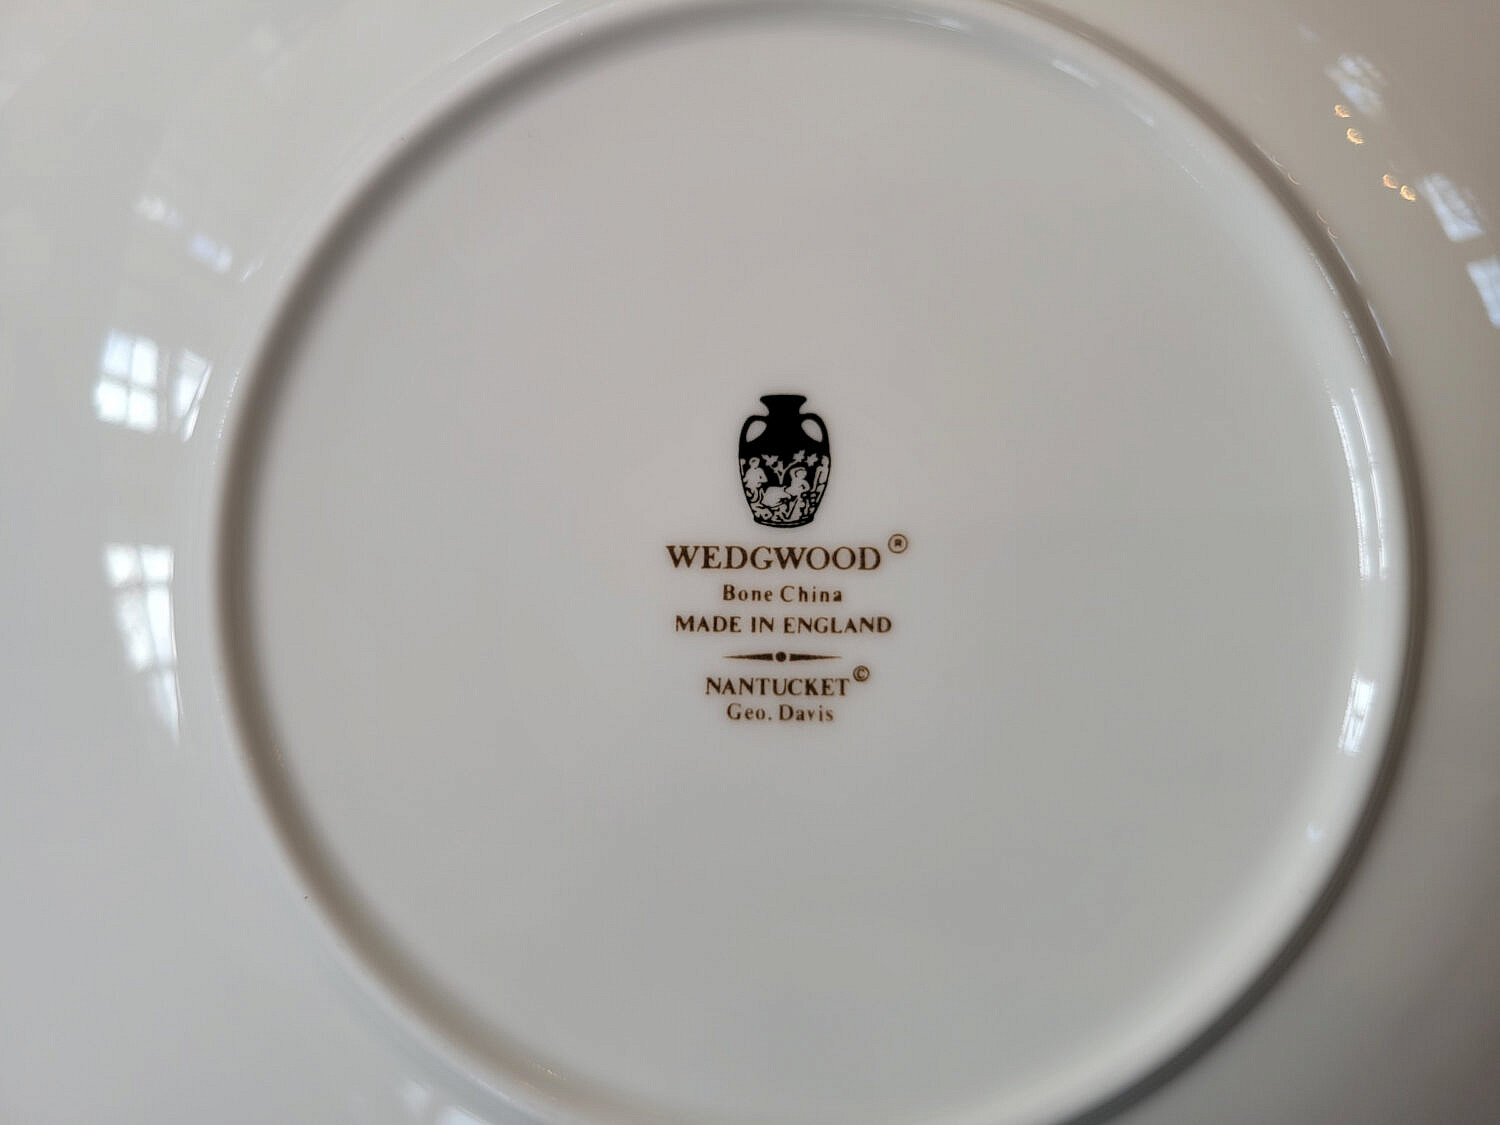 WEDGWOOD®
Bone China
MADE IN ENGLAND
NANTUCKET©
Geo. Davis